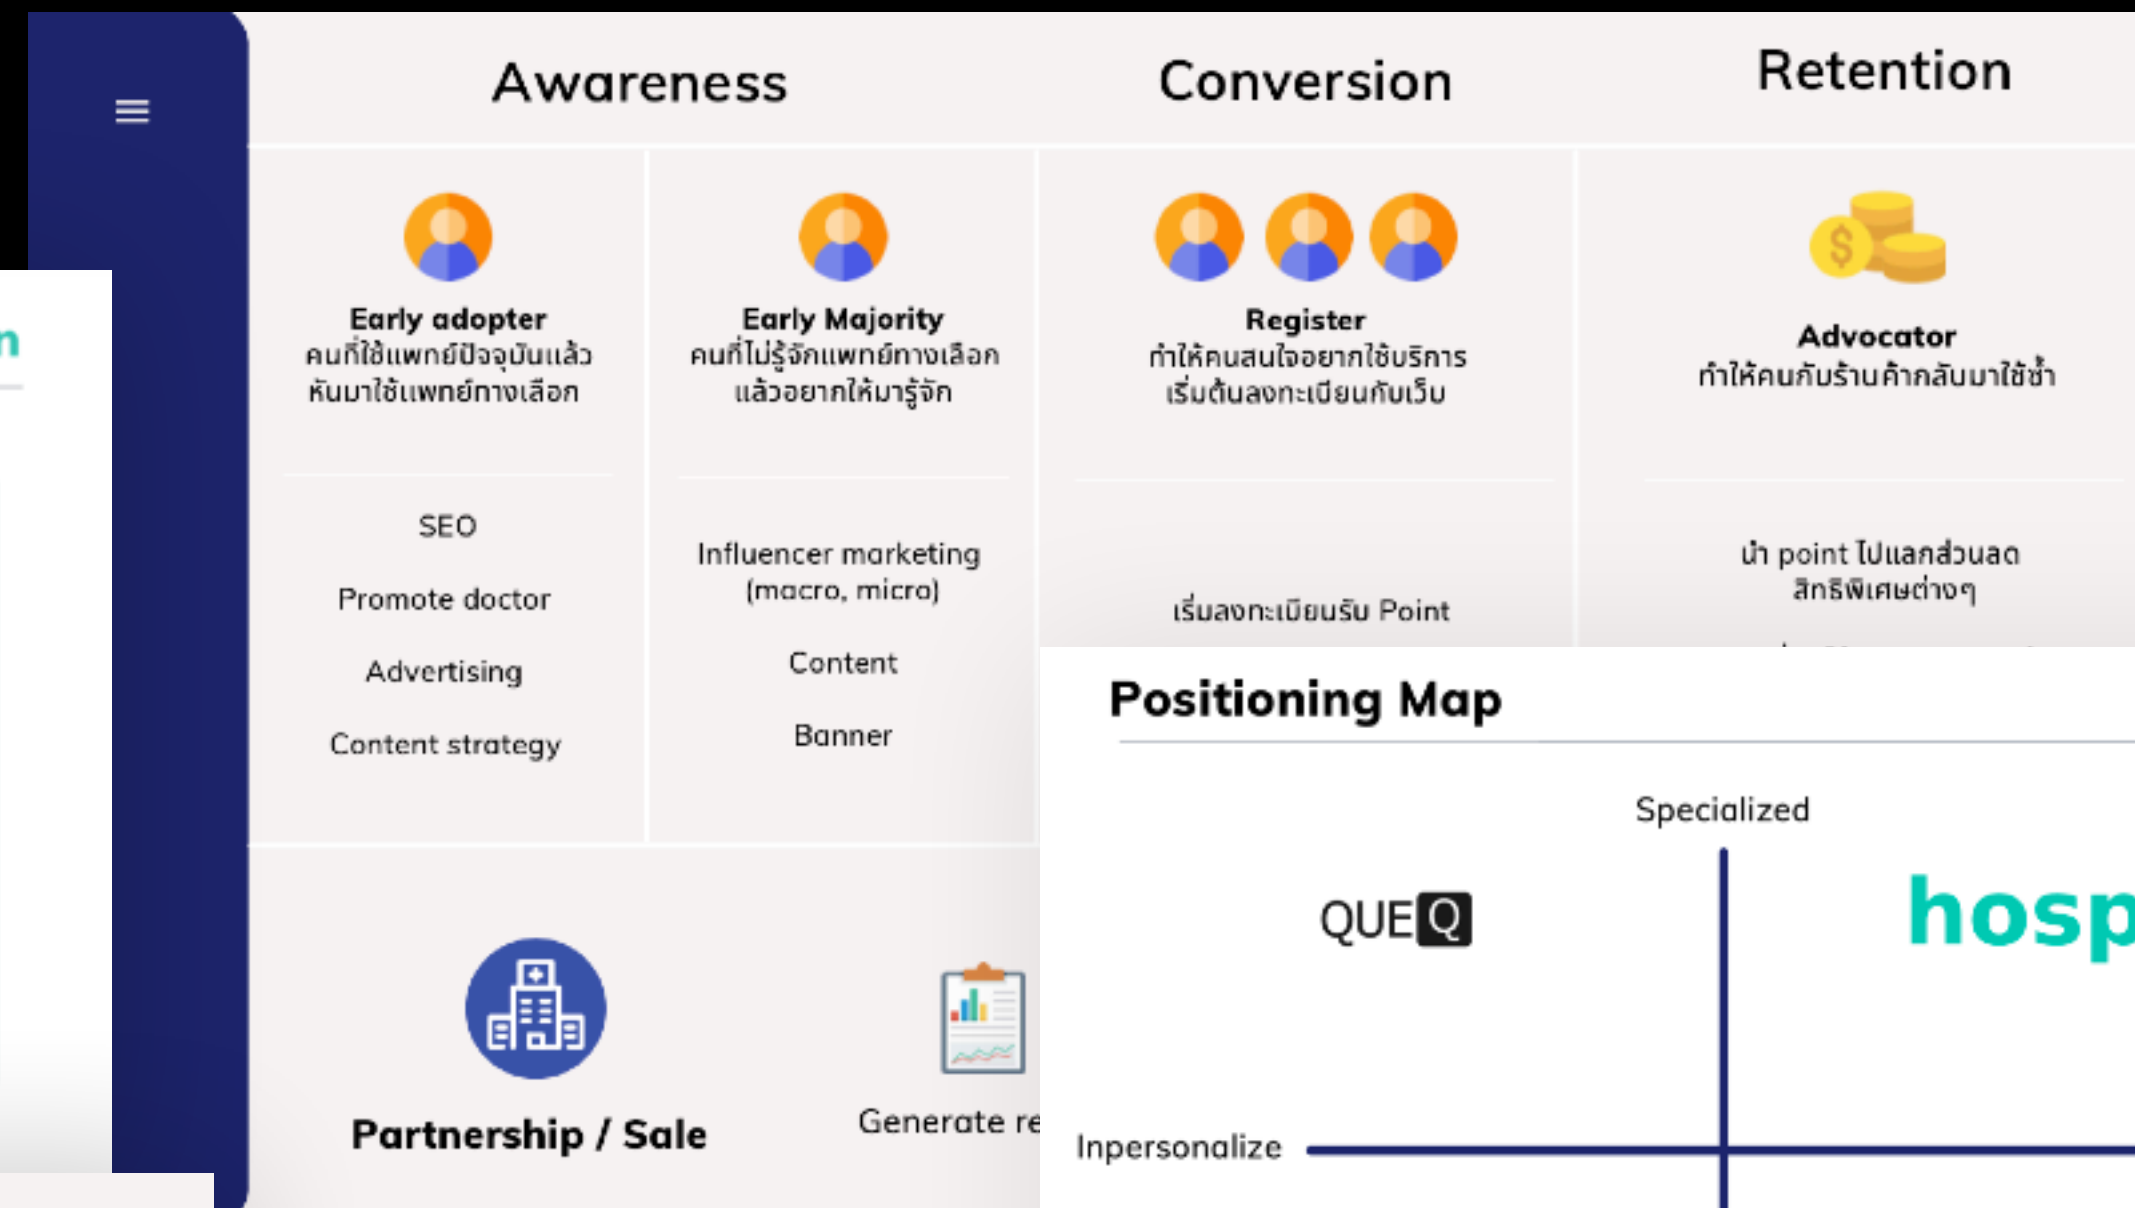 Awareness
Conversion
Retention
Early adopter
คนที่ใช้แพทย์ปัจจุบันแล้ว
หันมาใช้แพทย์ทางเลือก
SEO
Promote doctor
Advertising
Content strategy
Early Majority
คนที่ไม่รู้จักแพทย์ทางเลือก
แล้วอยากให้มารู้จัก
Influencer marketing
(macro, micro)
Content
Banner
Register
ทำให้คนสนใจอยากใช้บริการ
เริ่มต้นลงทะเบียนกับเว็บ
เริ่มลงทะเบียนรับ Point
Advocator
ทำให้คนกับร้านค้ากลับมาใช้ซ้ำ
นำ point ไปแลกส่วนลด
สิทธิพิเศษต่างๆ
Partnership / Sale
Generate re
Positioning Map
Specialized
QUEQ
hosp
Inpersonalize
n